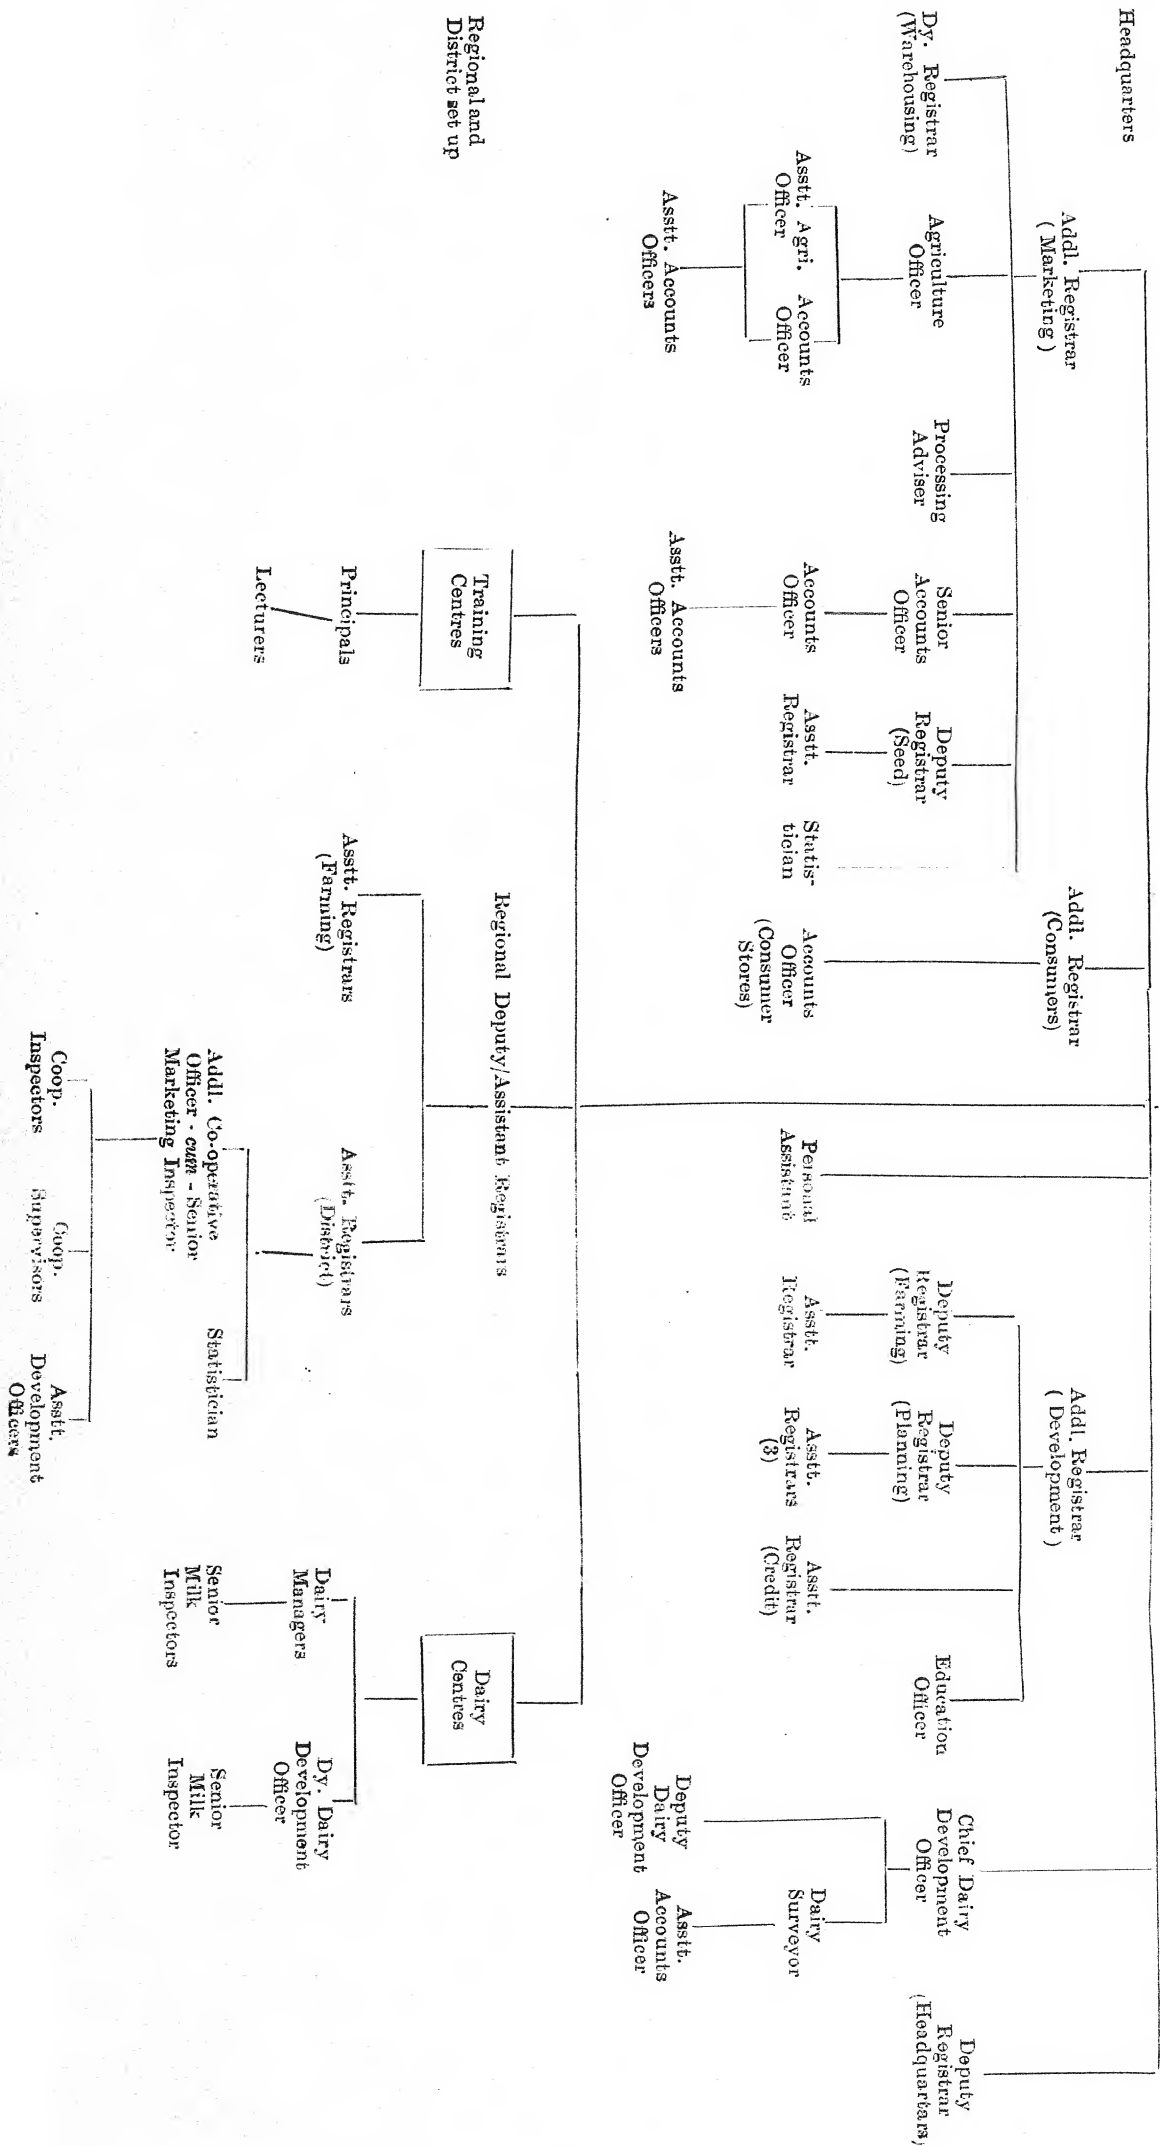 Headquarters
Addl. Registrar
( Marketing )
Addl. Registrar
(Consumers)
Addl. Registrar
( Development )
Dy. Registrar
(Warehousing)
Agriculture
Officer
Processing
Adviser
Senior
Accounts
Officer
Deputy
Registrar
(Seed)
Statis-
tician
Accounts
Officer
(Consumer
Stores)
Personal
Assistant
Deputy
Registrar
(Farming)
Deputy
Registrar
(Planning)
Asstt.
Registrar
(Credit)
Education
Officer
Chief Dairy
Development
Officer
Deputy
Registrar
(Headquartars)
Asstt. Agri.
Officer
Accounts
Officer
Accounts
Officer
Asstt.
Registrar
Asstt.
Registrar
Asstt.
Registrars
(3)
Dairy
Surveyor
Asstt. Accounts
Officers
Asstt. Accounts
Officers
Deputy
Dairy
Development
Officer
Asstt.
Accounts
Officer
Regional and
District set up
Training
Centres
Regional Deputy/Assistant Registrars
Dairy
Centres
Principals
Lecturers
Asstt. Registrars
(Farming)
Asstt. Registrars
(District)
Dairy
Managers
Dy. Dairy
Development
Officer
Addl. Co-operative
Officer - cum - Senior
Marketing Inspector
Statistician
Senior
Milk
Inspectors
Senior
Milk
Inspector
Coop.
Inspectors
Coop.
Supervisors
Asstt.
Development
Officers